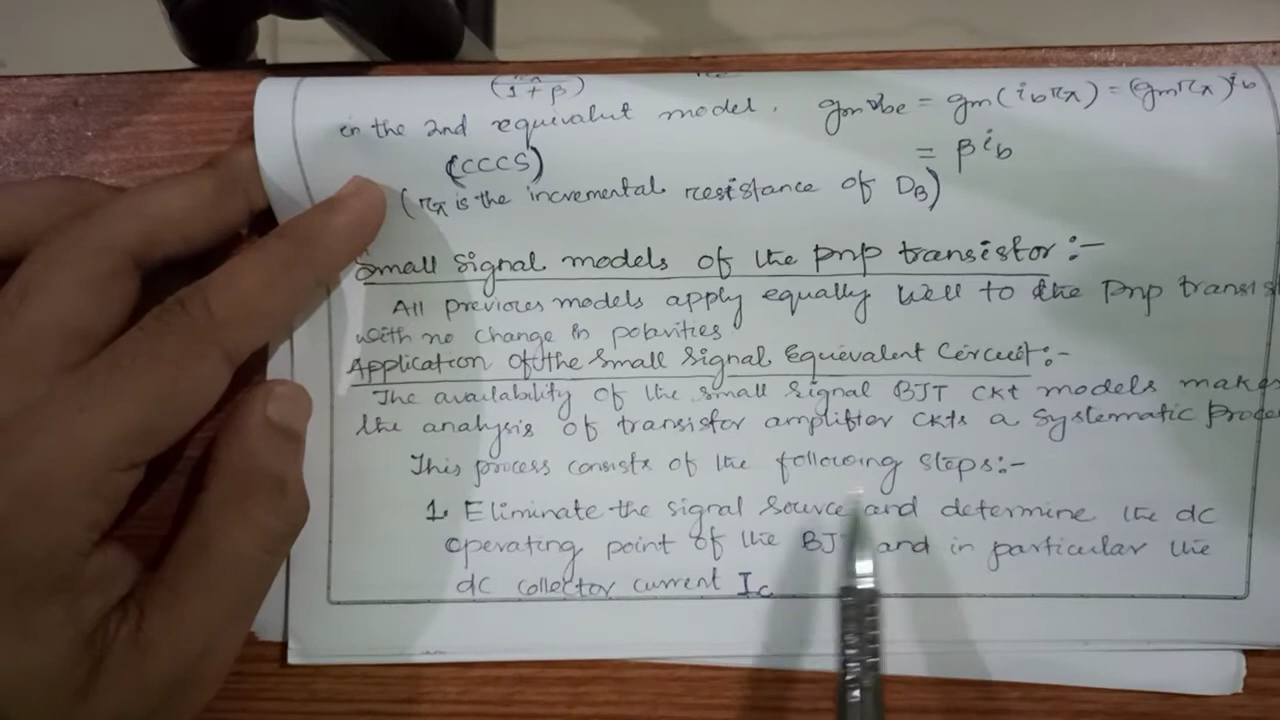 (1+β)
in the 2nd equivalent model. gmvbe = gm(ibrπ) = (gmrπ)ib
(CCCS) = βib
(rπ is the incremental resistance of DB)
Small signal models of the pnp transistor:-
All previous models apply equally well to the pnp transis
with no change in polarities
Application of the Small Signal Equivalent Circuit:-
The availability of the small signal BJT ckt models makes
the analysis of transistor amplifier ckts a systematic proce
This process consists of the following steps:-
1. Eliminate the signal source and determine the dc
operating point of the BJT and in particular the
dc collector current Ic